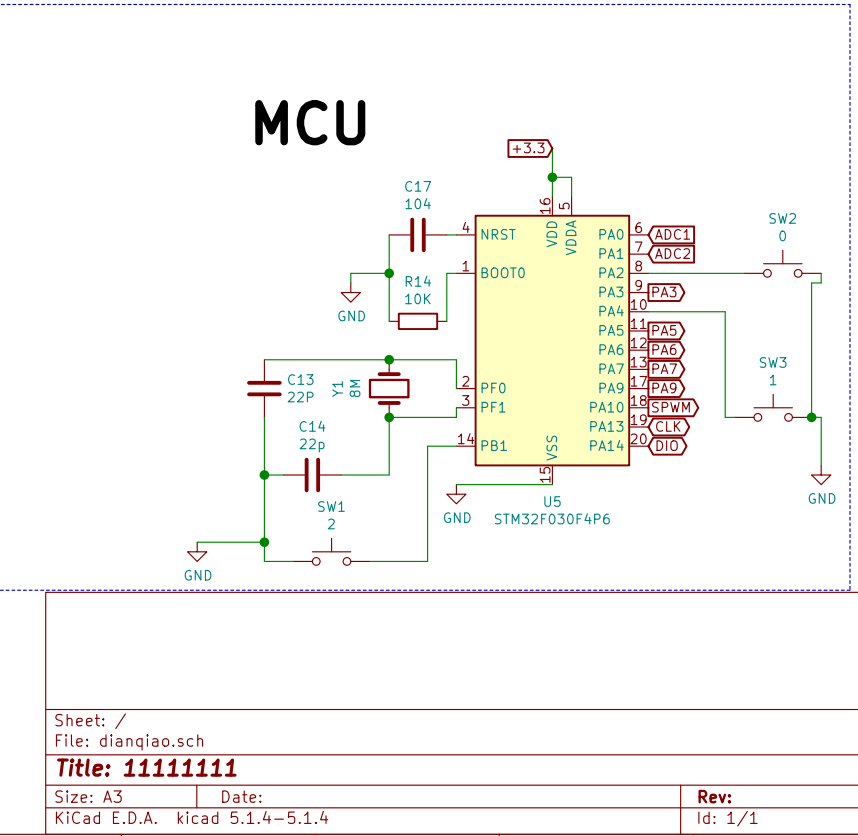 MCU
+3.3
C17
104
16
VDD
5
VDDA
4
NRST
1
BOOT0
R14
10K
GND
PA0
6
ADC1
PA1
7
ADC2
PA2
8
PA3
9
PA3
PA4
10
PA5
11
PA5
PA6
12
PA6
PA7
13
PA7
PA9
17
PA9
PA10
18
SPWM
PA13
19
CLK
PA14
20
DIO
SW2
0
SW3
1
GND
C13
22P
Y1
8M
2
PF0
3
PF1
C14
22p
14
PB1
VSS
15
SW1
2
GND
U5
STM32F030F4P6
GND
Sheet: /
File: dianqiao.sch
Title: 11111111
Size: A3
Date:
Rev:
KiCad E.D.A.  kicad 5.1.4-5.1.4
Id: 1/1